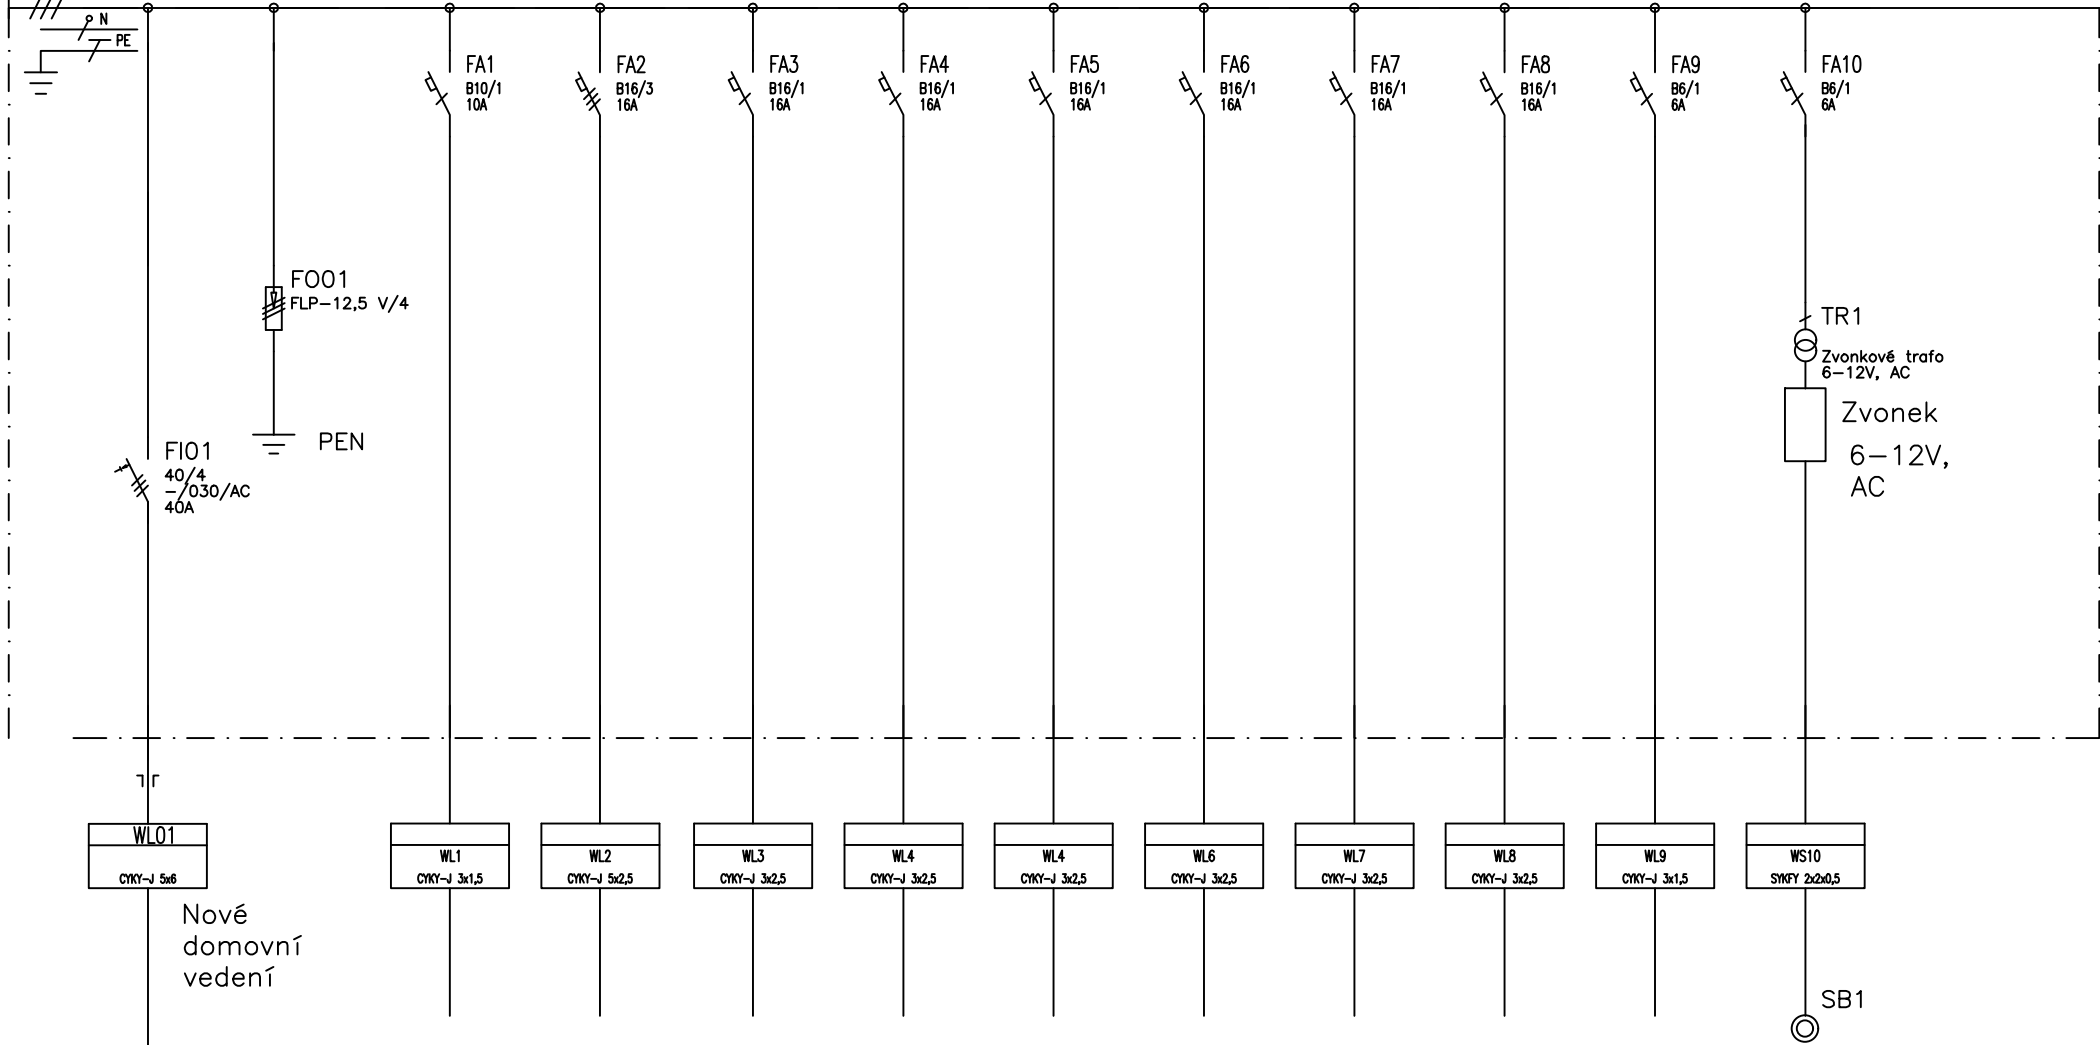 N
PE
FA1
B10/1
10A
FA2
B16/3
16A
FA3
B16/1
16A
FA4
B16/1
16A
FA5
B16/1
16A
FA6
B16/1
16A
FA7
B16/1
16A
FA8
B16/1
16A
FA9
B6/1
6A
FA10
B6/1
6A
FO01
FLP-12,5 V/4
PEN
FI01
40/4
-/030/AC
40A
TR1
Zvonkové trafo
6-12V, AC
Zvonek
6-12V,
AC
WL01
CYKY-J 5x6
Nové
domovní
vedení
WL1
CYKY-J 3x1,5
WL2
CYKY-J 5x2,5
WL3
CYKY-J 3x2,5
WL4
CYKY-J 3x2,5
WL4
CYKY-J 3x2,5
WL6
CYKY-J 3x2,5
WL7
CYKY-J 3x2,5
WL8
CYKY-J 3x2,5
WL9
CYKY-J 3x1,5
WS10
SYKFY 2x2x0,5
SB1